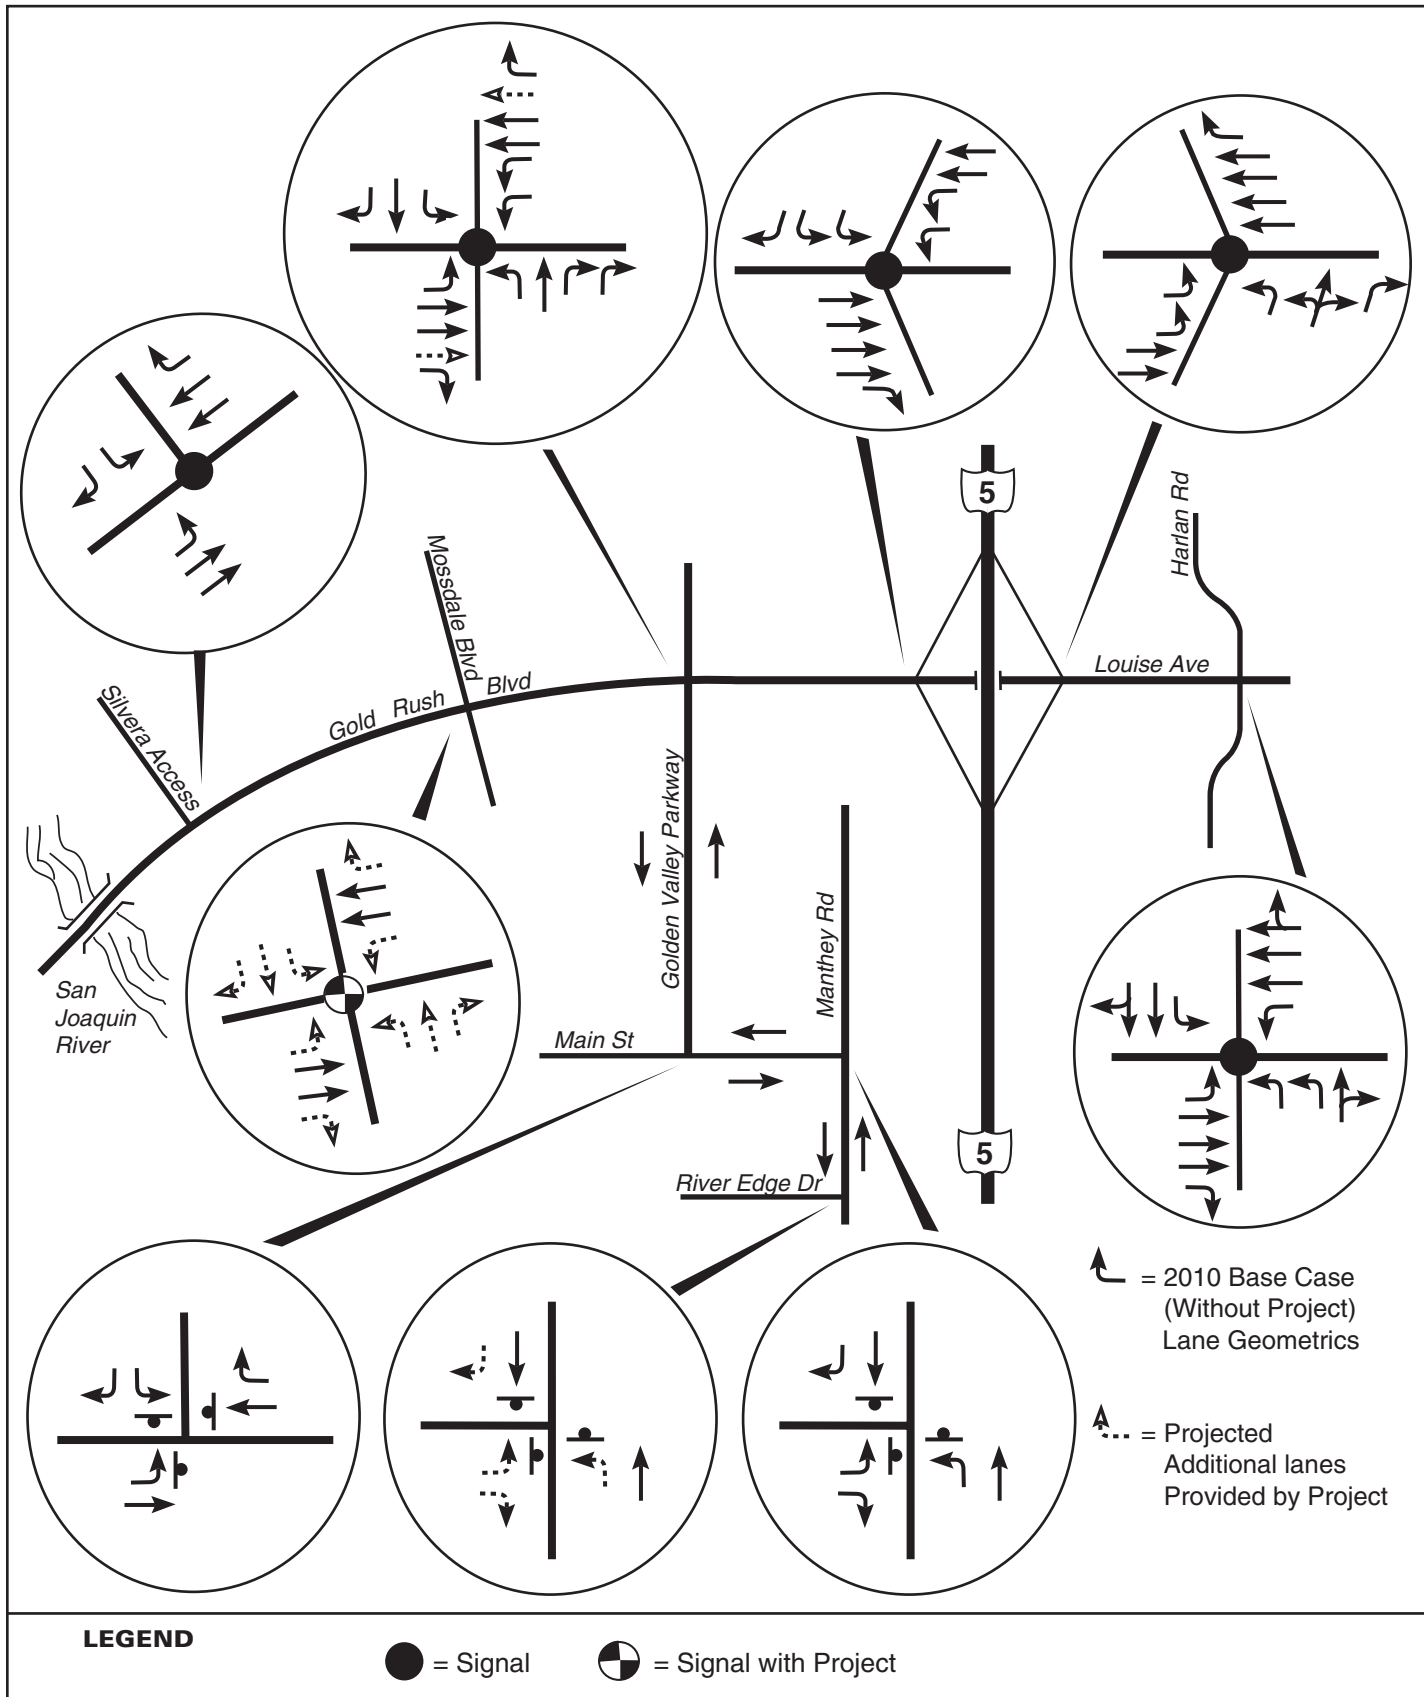 5
Harlan Rd
Mossdale Blvd
Louise Ave
Gold Rush Blvd
Silvera Access
Golden Valley Parkway
Manthey Rd
San
Joaquin
River
Main St
5
River Edge Dr
= 2010 Base Case
(Without Project)
Lane Geometrics
= Projected
Additional lanes
Provided by Project
LEGEND
= Signal
= Signal with Project